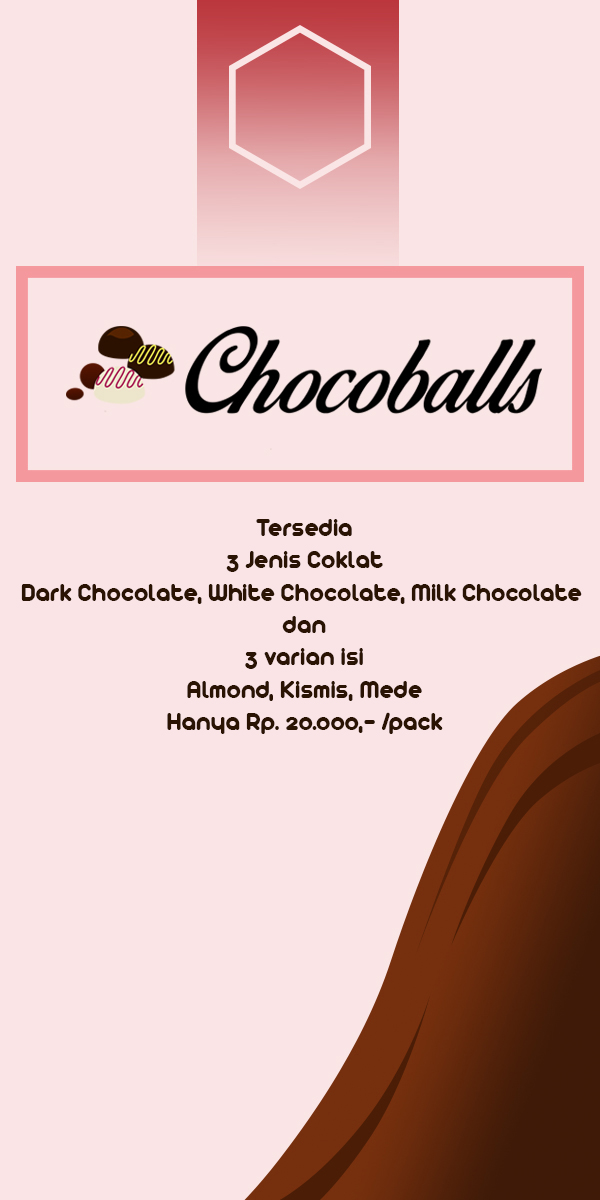 Chocoballs
Tersedia
3 Jenis Coklat
Dark Chocolate, White Chocolate, Milk Chocolate
dan
3 varian isi
Almond, Kismis, Mede
Hanya Rp. 20.000,- /pack